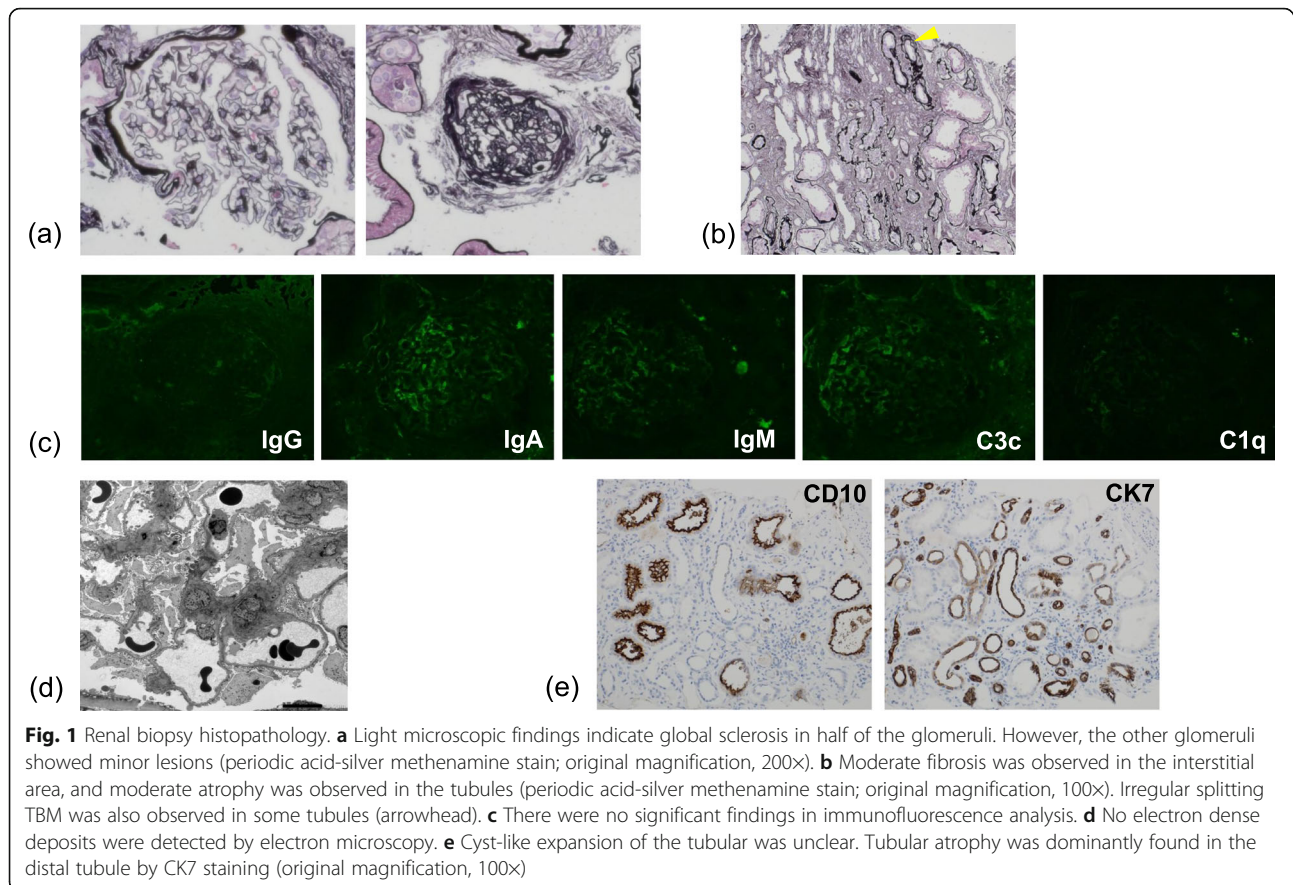 (a)
(b)
IgG
IgA
IgM
C3c
C1q
(c)
CD10
CK7
(d)
(e)
Fig. 1 Renal biopsy histopathology. a Light microscopic findings indicate global sclerosis in half of the glomeruli. However, the other glomeruli
showed minor lesions (periodic acid-silver methenamine stain; original magnification, 200×). b Moderate fibrosis was observed in the interstitial
area, and moderate atrophy was observed in the tubules (periodic acid-silver methenamine stain; original magnification, 100×). Irregular splitting
TBM was also observed in some tubules (arrowhead). c There were no significant findings in immunofluorescence analysis. d No electron dense
deposits were detected by electron microscopy. e Cyst-like expansion of the tubular was unclear. Tubular atrophy was dominantly found in the
distal tubule by CK7 staining (original magnification, 100×)